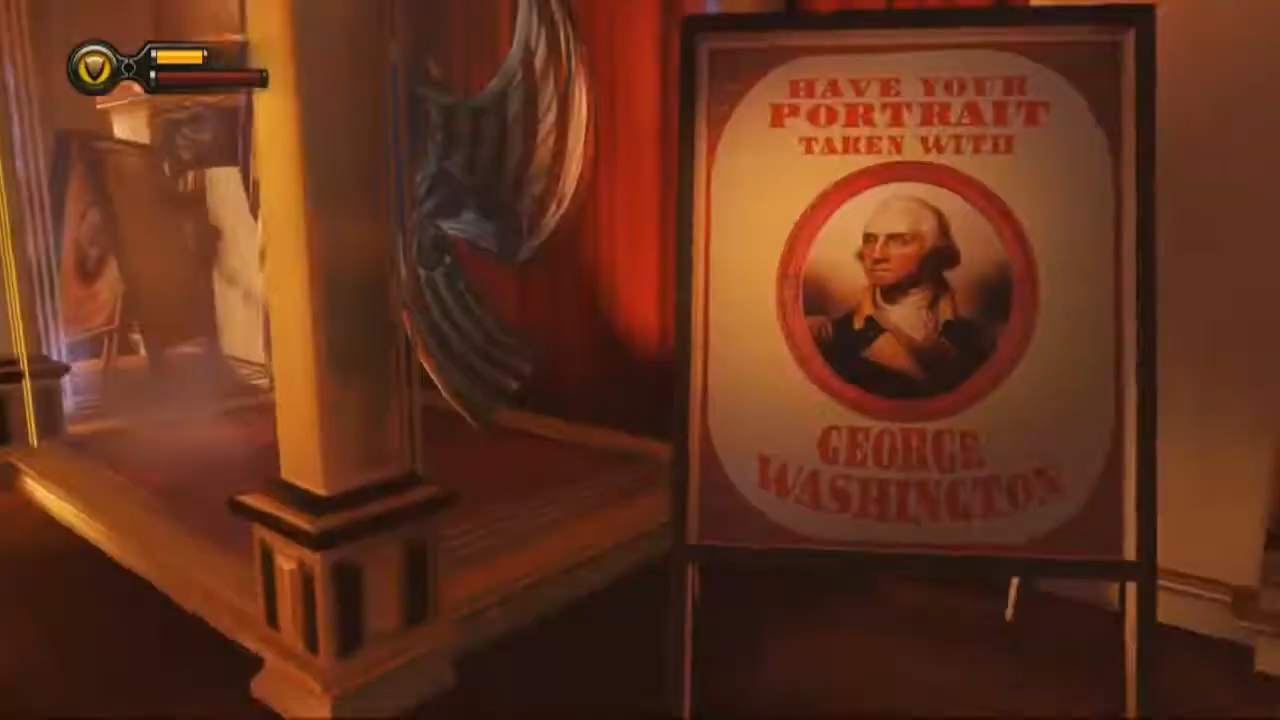 HAVE YOUR
PORTRAIT
TAKEN WITH
GEORGE
WASHINGTON